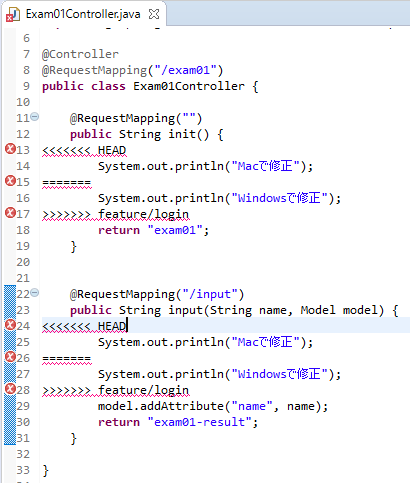 Exam01Controller.java
6
7 @Controller
8 @RequestMapping("/exam01")
9 public class Exam01Controller {
10
11 @RequestMapping("")
12 public String init() {
13 <<<<<<< HEAD
14 System.out.println("Macで修正");
15 =======
16 System.out.println("Windowsで修正");
17 >>>>>>> feature/login
18 return "exam01";
19 }
20
21
22 @RequestMapping("/input")
23 public String input(String name, Model model) {
24 <<<<<<< HEAD
25 System.out.println("Macで修正");
26 =======
27 System.out.println("Windowsで修正");
28 >>>>>>> feature/login
29 model.addAttribute("name", name);
30 return "exam01-result";
31 }
32
33 }